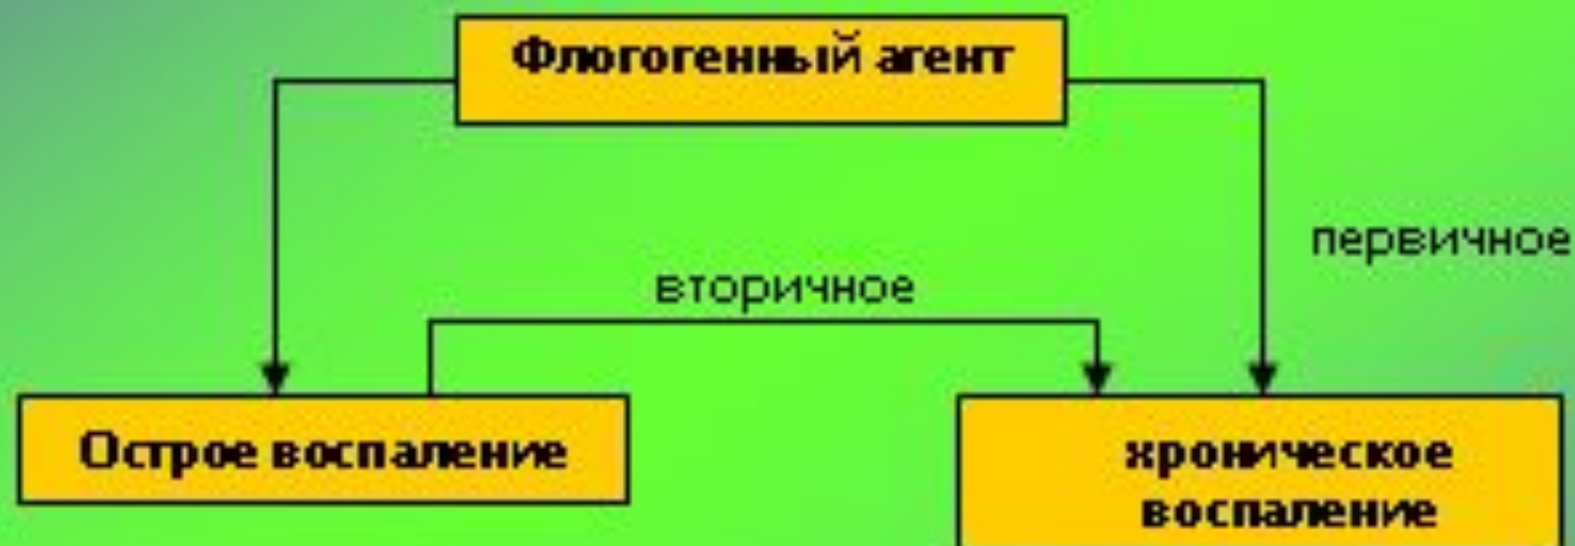 Флогогенный агент
первичное
вторичное
Острое воспаление
хроническое
воспаление